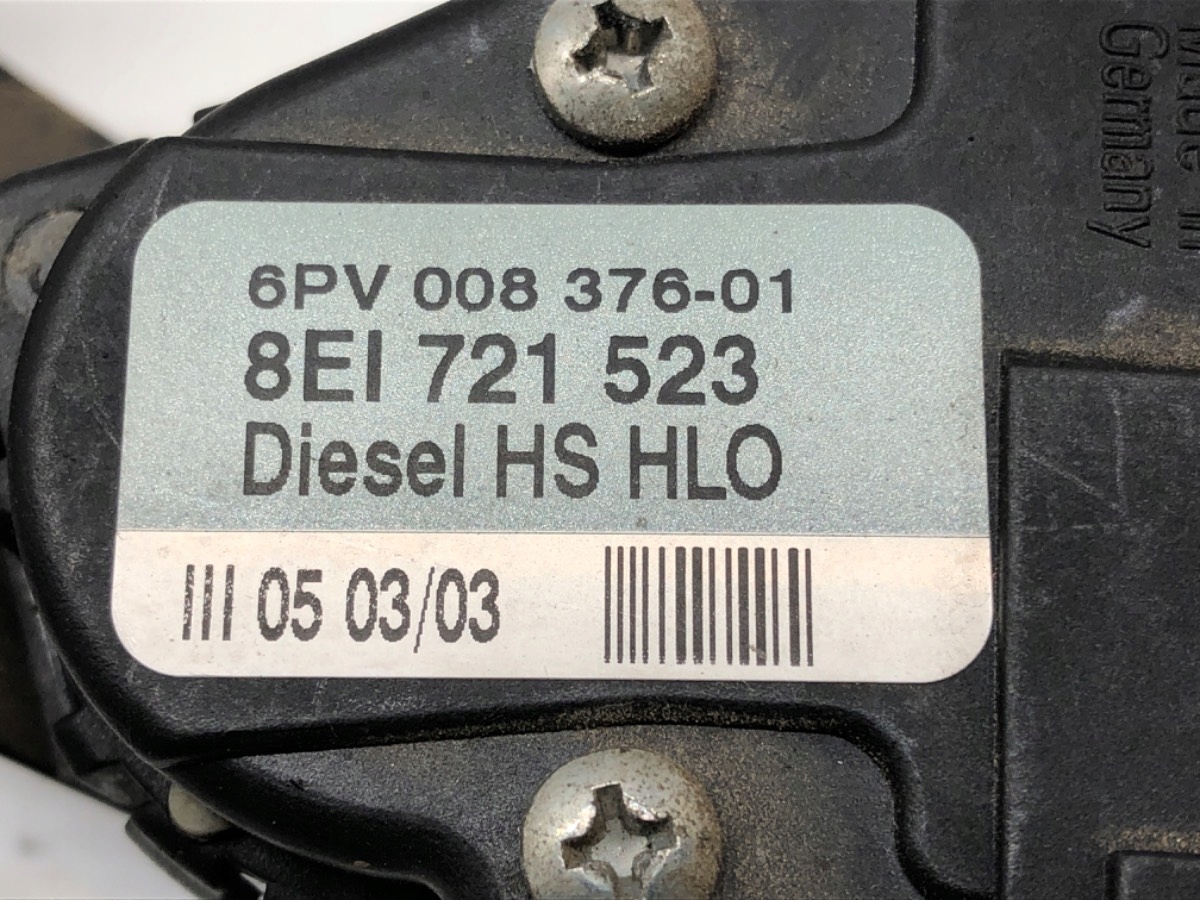 Made in
Germany
6PV 008 376-01
8EI 721 523
Diesel HS HLO
III 05 03/03